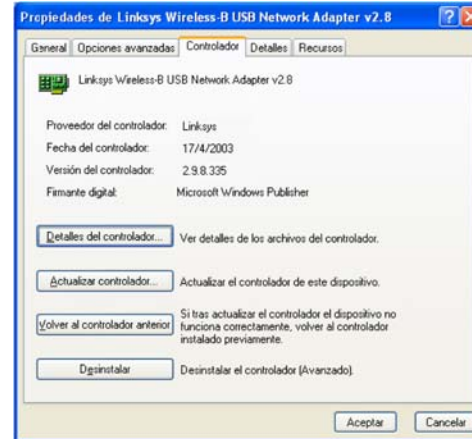 Propiedades de Linksys Wireless-B USB Network Adapter v2.8
General Opciones avanzadas Controlador Detalles Recursos
Linksys Wireless-B USB Network Adapter v2.8
Proveedor del controlador: Linksys
Fecha del controlador: 17/4/2003
Versión del controlador: 2.9.8.335
Firmante digital: Microsoft Windows Publisher
Detalles del controlador... Ver detalles de los archivos del controlador.
Actualizar controlador... Actualizar el controlador de este dispositivo.
Volver al controlador anterior Si tras actualizar el controlador el dispositivo no
funciona correctamente, volver al controlador
instalado previamente.
Desinstalar Desinstalar el controlador (Avanzado).
Aceptar Cancelar